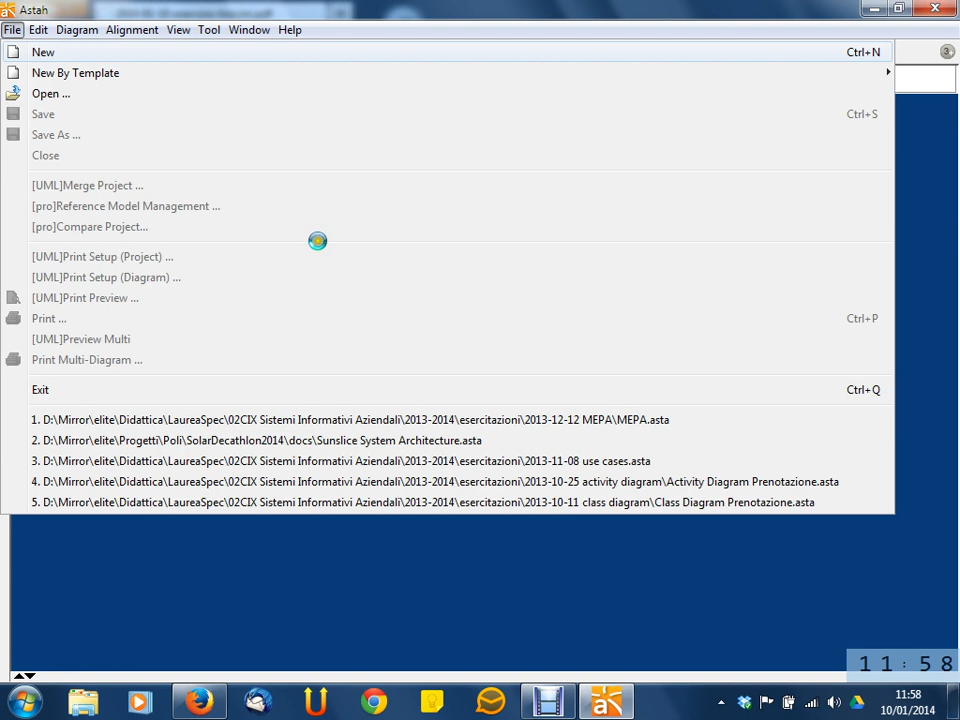 Astah
File Edit Diagram Alignment View Tool Window Help
New Ctrl+N
New By Template
Open ...
Save Ctrl+S
Save As ...
Close
[UML]Merge Project ...
[pro]Reference Model Management ...
[pro]Compare Project...
[UML]Print Setup (Project) ...
[UML]Print Setup (Diagram) ...
[UML]Print Preview ...
Print ... Ctrl+P
[UML]Preview Multi
Print Multi-Diagram ...
Exit Ctrl+Q
1. D:\Mirror\elite\Didattica\LaureaSpec\02CIX Sistemi Informativi Aziendali\2013-2014\esercitazioni\2013-12-12 MEPA\MEPA.asta
2. D:\Mirror\elite\Progetti\Poli\SolarDecathlon2014\docs\Sunslice System Architecture.asta
3. D:\Mirror\elite\Didattica\LaureaSpec\02CIX Sistemi Informativi Aziendali\2013-2014\esercitazioni\2013-11-08 use cases.asta
4. D:\Mirror\elite\Didattica\LaureaSpec\02CIX Sistemi Informativi Aziendali\2013-2014\esercitazioni\2013-10-25 activity diagram\Activity Diagram Prenotazione.asta
5. D:\Mirror\elite\Didattica\LaureaSpec\02CIX Sistemi Informativi Aziendali\2013-2014\esercitazioni\2013-10-11 class diagram\Class Diagram Prenotazione.asta
11:58
11:58
10/01/2014